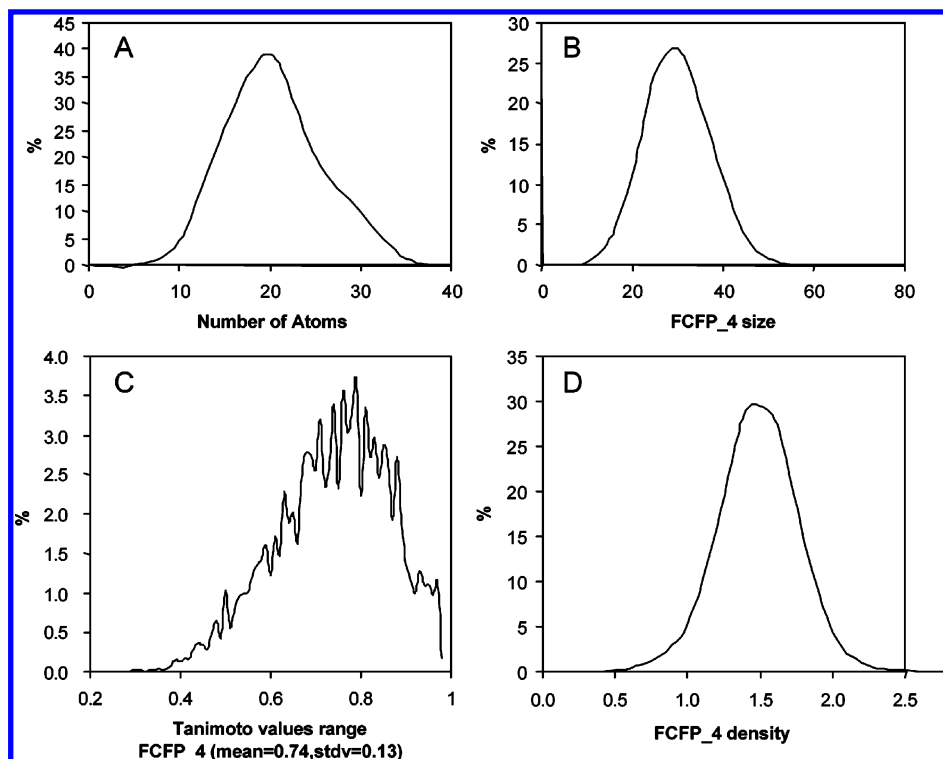 A
45
40
35
30
25
20
15
10
5
0
%
0 10 20 30 40
Number of Atoms
B
30
25
20
15
10
5
0
%
0 20 40 60 80
FCFP_4 size
C
4.0
3.5
3.0
2.5
2.0
1.5
1.0
0.5
0.0
%
0.2 0.4 0.6 0.8 1
Tanimoto values range
FCFP_4 (mean=0.74,stdv=0.13)
D
35
30
25
20
15
10
5
0
%
0.0 0.5 1.0 1.5 2.0 2.5
FCFP_4 density